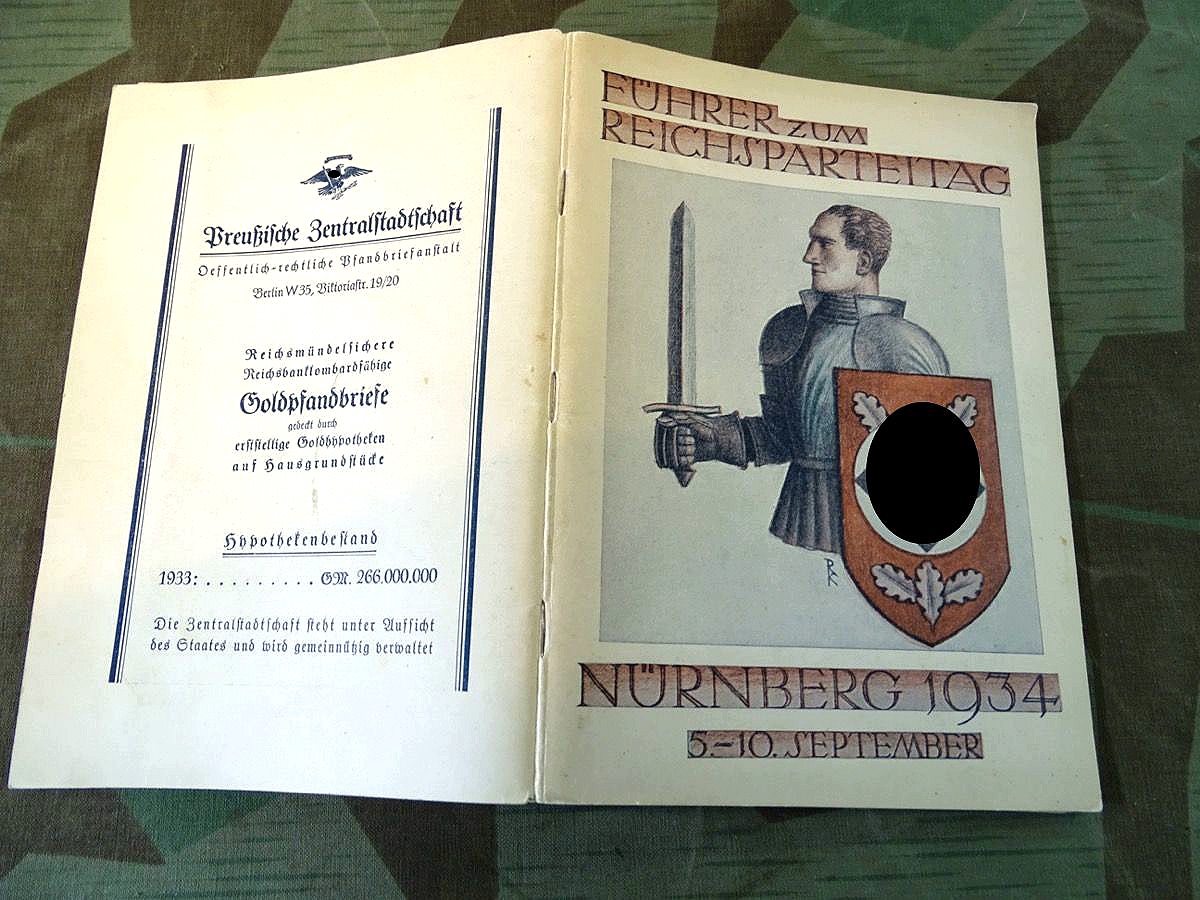 Preußische Zentralstadtschaft
Oeffentlich-rechtliche Pfandbriefanstalt
Berlin W 35, Viktoriastr. 19/20
Reichsmündelsichere
Reichsbanklombardfähige
Goldpfandbriefe
gedeckt durch
erststellige Goldhypotheken
auf Hausgrundstücke
Hypothekenbestand
1933: . . . . . . . . . . GM. 266.000.000
Die Zentralstadtschaft steht unter Aufsicht
des Staates und wird gemeinnützig verwaltet
FÜHRER ZUM
REICHSPARTEITAG
RK
NÜRNBERG 1934
5.–10. SEPTEMBER